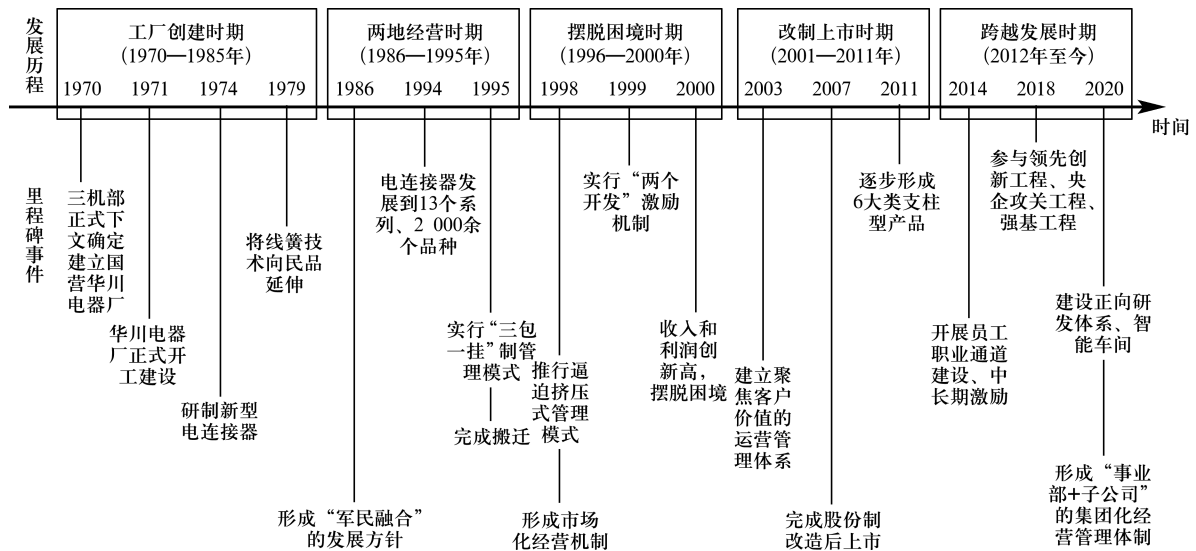 发展历程
工厂创建时期
(1970—1985年)
1970
1971
1974
1979
两地经营时期
(1986—1995年)
1986
1994
1995
摆脱困境时期
(1996—2000年)
1998
1999
2000
改制上市时期
(2001—2011年)
2003
2007
2011
跨越发展时期
(2012年至今)
2014
2018
2020
时间
里程碑事件
三机部
正式下
文确定
建立国
营华川
电器厂
华川电器
厂正式开
工建设
研制新型
电连接器
将线簧技
术向民品
延伸
形成“军民融合”
的发展方针
电连接器发
展到13个系
列、2 000余
个品种
实行“三包
一挂”制管
理模式
完成搬迁
推行逼
迫挤压
式管理
模式
形成市场
化经营机制
实行“两个
开发”激励
机制
收入和
利润创
新高，
摆脱困境
建立聚
焦客户
价值的
运营管
理体系
完成股份制
改造后上市
逐步形成
6大类支柱
型产品
开展员工
职业通道
建设、中
长期激励
参与领先创
新工程、央
企攻关工程、
强基工程
建设正向研
发体系、智
能车间
形成“事业
部+子公司”
的集团化经
营管理体制